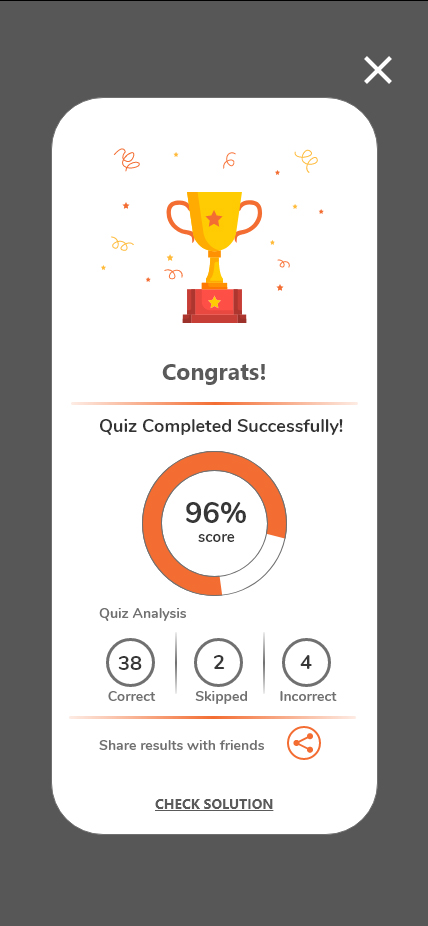 Congrats!
Quiz Completed Successfully!
96%
score
Quiz Analysis
38 2 4
Correct Skipped Incorrect
Share results with friends
CHECK SOLUTION